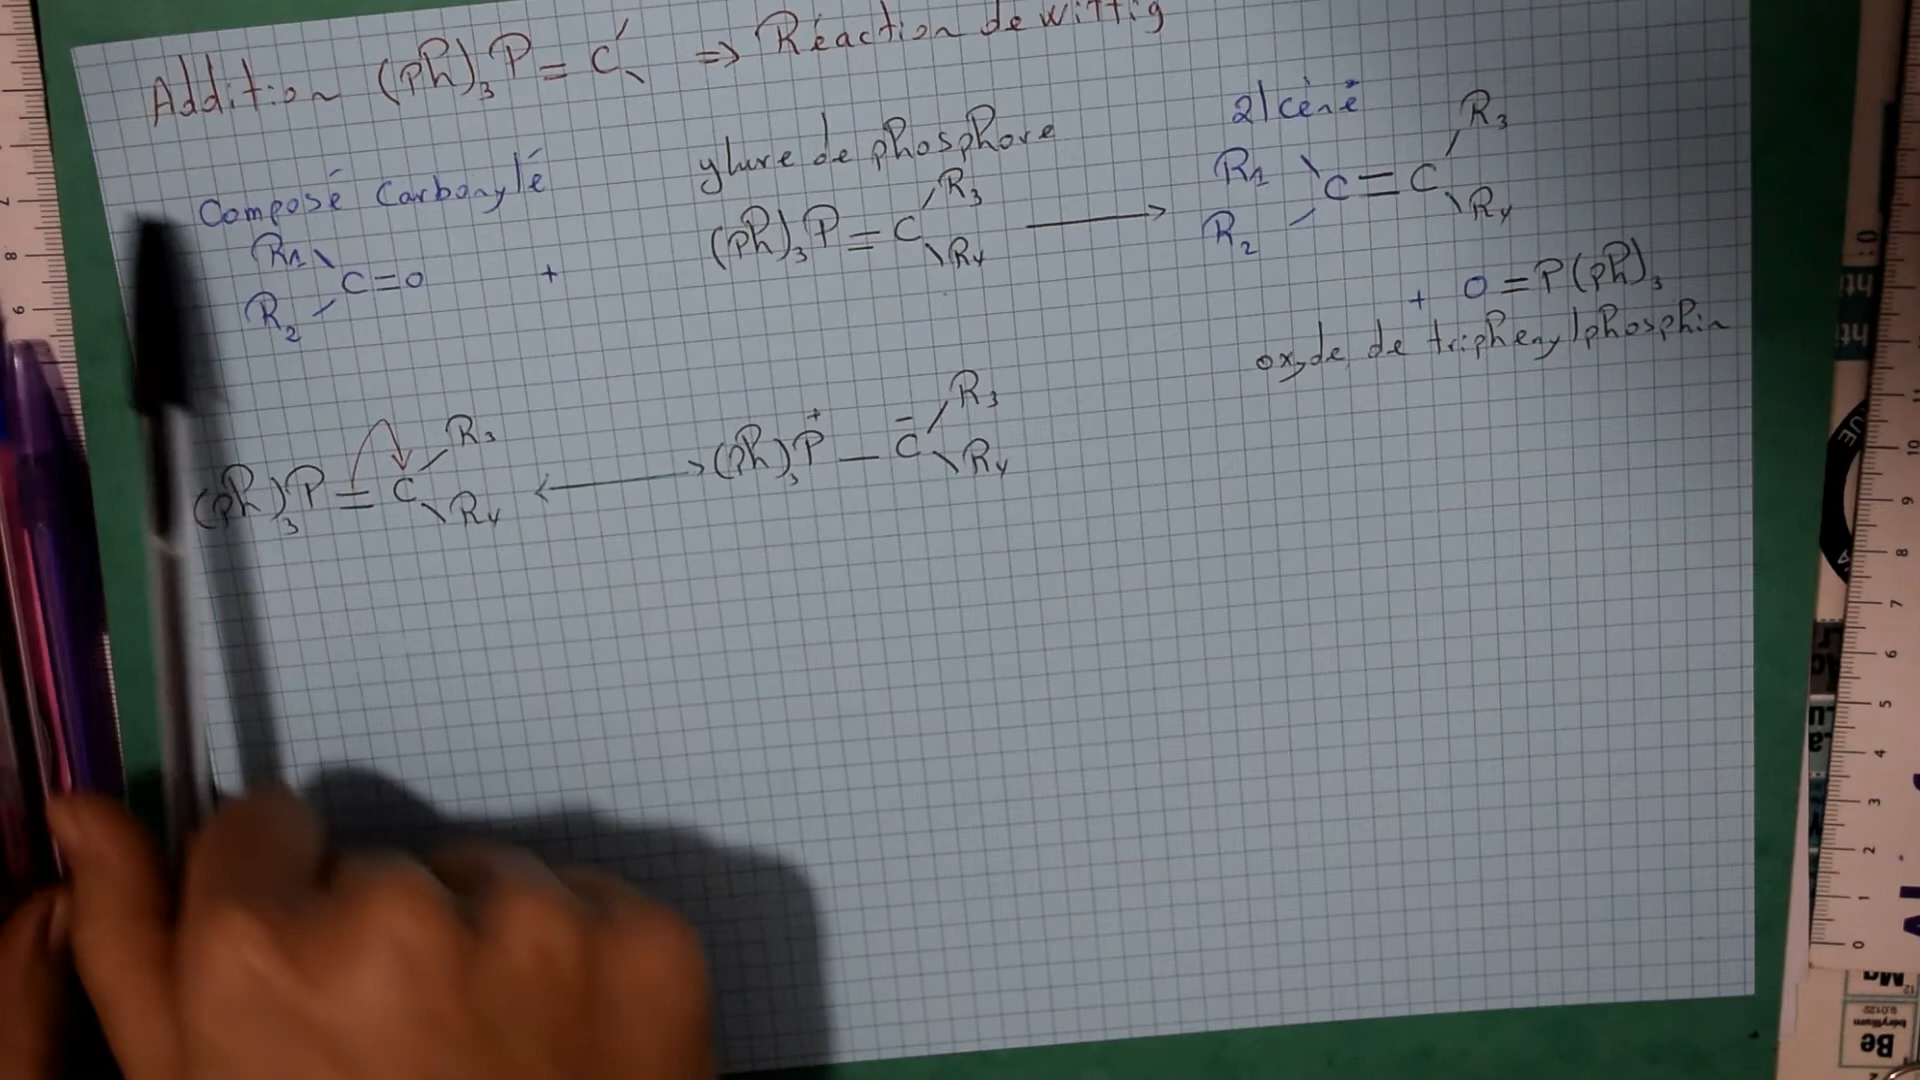 Addition (ph)₃P = C ⇒ Réaction de wittig
Composé Carbonylé
ylure de phosphore
alcène
R₁
R₂
C=O
+
(ph)₃P = C
R₃
R₄
⟶
R₁
R₂
C=C
R₃
R₄
+ O = P(ph)₃
oxyde de triphenylphosphin
(ph)₃P = C
R₃
R₄
⟷
(ph)₃P⁺ — C⁻
R₃
R₄
Be